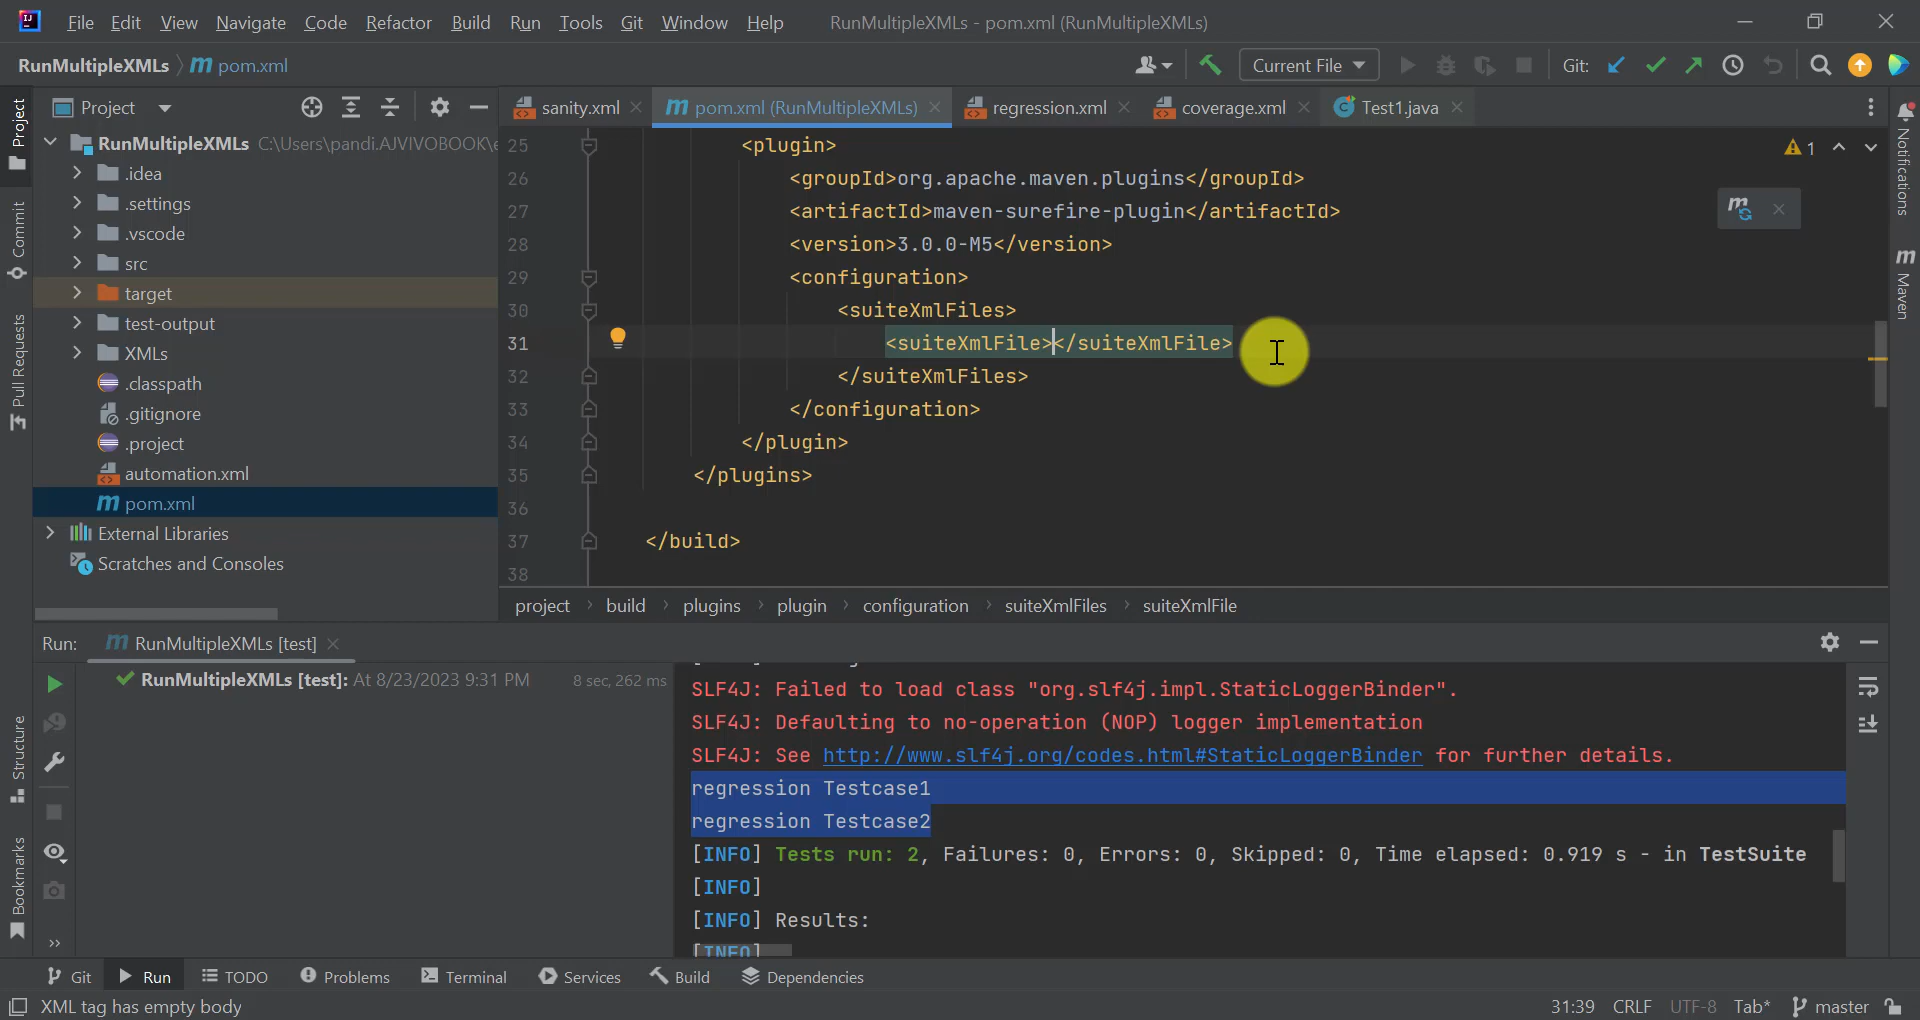 File Edit View Navigate Code Refactor Build Run Tools Git Window Help RunMultipleXMLs - pom.xml (RunMultipleXMLs)
RunMultipleXMLs m pom.xml Current File Git:
Project
sanity.xml m pom.xml (RunMultipleXMLs) regression.xml coverage.xml C Test1.java
RunMultipleXMLs C:\Users\pandi.AJVIVOBOOK\e
.idea
.settings
.vscode
src
target
test-output
XMLs
.classpath
.gitignore
.project
automation.xml
m pom.xml
External Libraries
Scratches and Consoles
25 <plugin>
26 <groupId>org.apache.maven.plugins</groupId>
27 <artifactId>maven-surefire-plugin</artifactId>
28 <version>3.0.0-M5</version>
29 <configuration>
30 <suiteXmlFiles>
31 <suiteXmlFile></suiteXmlFile>
32 </suiteXmlFiles>
33 </configuration>
34 </plugin>
35 </plugins>
36
37 </build>
38
1
m
project build plugins plugin configuration suiteXmlFiles suiteXmlFile
Project
Commit
Pull Requests
Structure
Bookmarks
Notifications
m Maven
Run: m RunMultipleXMLs [test]
RunMultipleXMLs [test]: At 8/23/2023 9:31 PM 8 sec, 262 ms
SLF4J: Failed to load class "org.slf4j.impl.StaticLoggerBinder".
SLF4J: Defaulting to no-operation (NOP) logger implementation
SLF4J: See http://www.slf4j.org/codes.html#StaticLoggerBinder for further details.
regression Testcase1
regression Testcase2
[INFO] Tests run: 2, Failures: 0, Errors: 0, Skipped: 0, Time elapsed: 0.919 s - in TestSuite
[INFO]
[INFO] Results:
[INFO]
Git Run TODO Problems Terminal Services Build Dependencies
XML tag has empty body 31:39 CRLF UTF-8 Tab* master